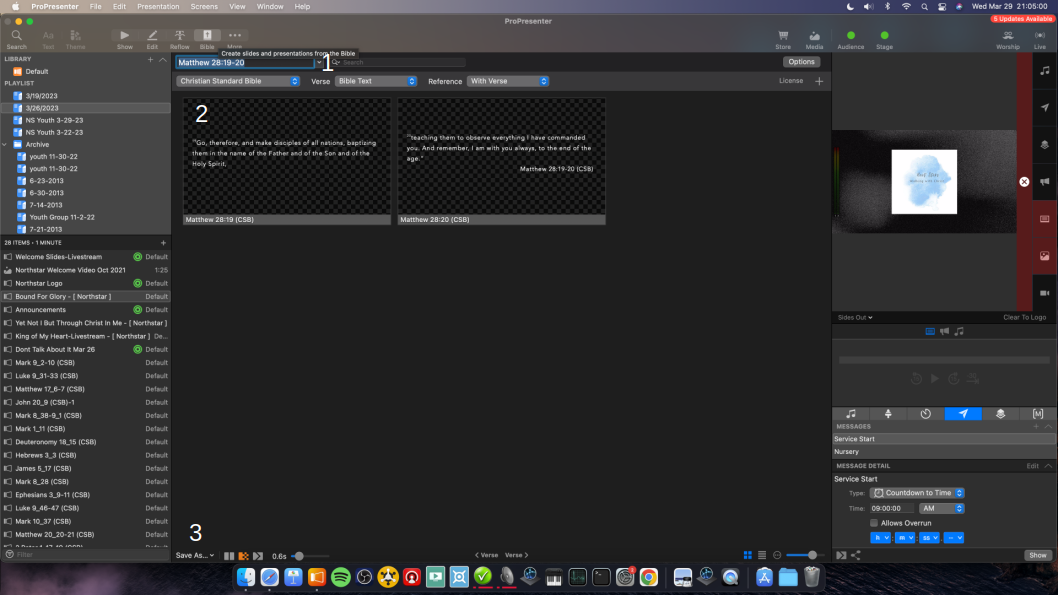 ProPresenter File Edit Presentation Screens View Window Help Wed Mar 29 21:05:00
ProPresenter
5 Updates Available
Search Text Theme Show Edit Reflow Bible More Store Media Audience Stage Worship Live
Create slides and presentations from the Bible
LIBRARY
Default
PLAYLIST
3/19/2023
3/26/2023
NS Youth 3-29-23
NS Youth 3-22-23
Archive
youth 11-30-22
youth 11-30-22
6-23-2013
6-30-2013
7-14-2013
Youth Group 11-2-22
7-21-2013
28 ITEMS • 1 MINUTE
Welcome Slides-Livestream Default
Northstar Welcome Video Oct 2021 1:25
Northstar Logo Default
Bound For Glory - [ Northstar ] Default
Announcements Default
Yet Not I But Through Christ In Me - [ Northstar ]
King of My Heart-Livestream - [ Northstar ] De...
Dont Talk About It Mar 26 Default
Mark 9_2-10 (CSB) Default
Luke 9_31-33 (CSB) Default
Matthew 17_6-7 (CSB) Default
John 20_9 (CSB)-1 Default
Mark 8_38-9_1 (CSB) Default
Mark 1_11 (CSB) Default
Deuteronomy 18_15 (CSB) Default
Hebrews 3_3 (CSB) Default
James 5_17 (CSB) Default
Mark 8_28 (CSB) Default
Ephesians 3_9-11 (CSB) Default
Luke 9_46-47 (CSB) Default
Mark 10_37 (CSB) Default
Matthew 20_20-21 (CSB) Default
Filter
Matthew 28:19-20 1 Search Options
Christian Standard Bible Verse Bible Text Reference With Verse License
2
"Go, therefore, and make disciples of all nations, baptizing
them in the name of the Father and of the Son and of the
Holy Spirit,
Matthew 28:19 (CSB)
"teaching them to observe everything I have commanded
you. And remember, I am with you always, to the end of the
age."
Matthew 28:19-20 (CSB)
Matthew 28:20 (CSB)
3
Save As... 0.6s < Verse Verse >
Sides Out Clear To Logo
[M]
MESSAGES
Service Start
Nursery
MESSAGE DETAIL Edit
Service Start
Type: Countdown to Time
Time: 09:00:00 AM
Allows Overrun
h m ss --
Show